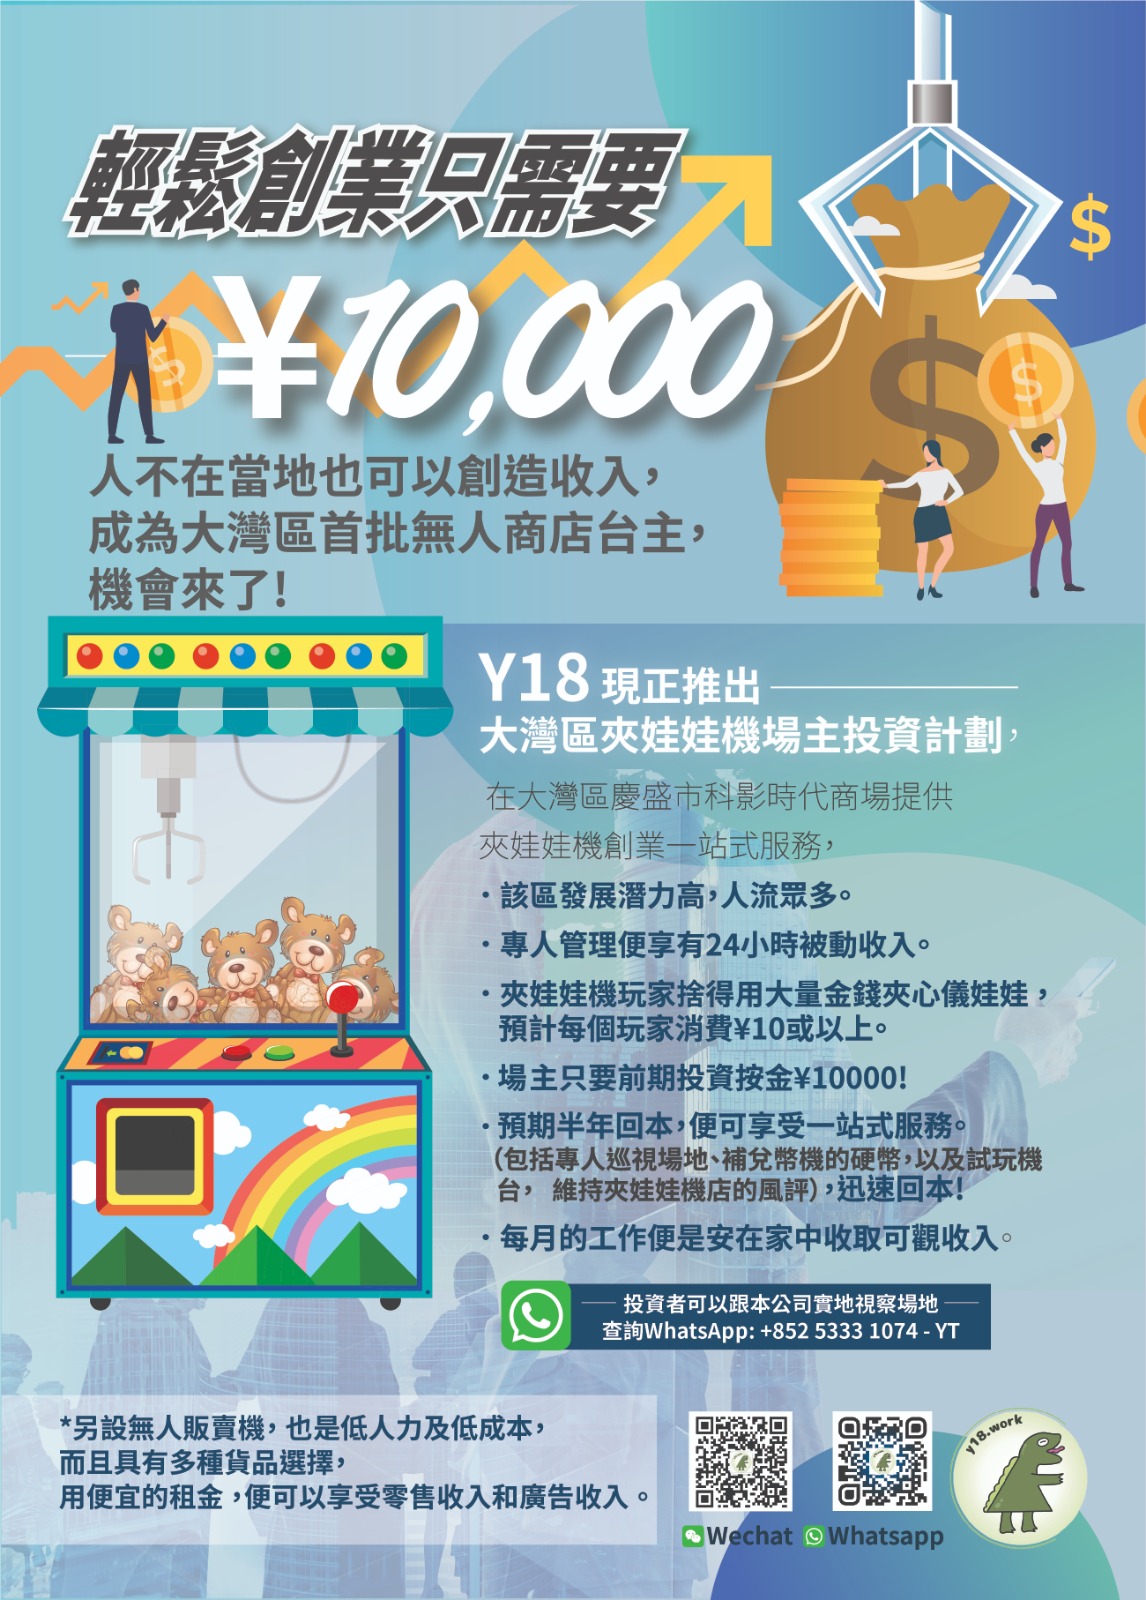 輕鬆創業只需要
¥10,000
人不在當地也可以創造收入，
成為大灣區首批無人商店台主，
機會來了！
Y18 現正推出
大灣區夾娃娃機場主投資計劃，
在大灣區慶盛市科影時代商場提供
夾娃娃機創業一站式服務，
· 該區發展潛力高，人流眾多。
· 專人管理便享有24小時被動收入。
· 夾娃娃機玩家捨得用大量金錢夾心儀娃娃，
預計每個玩家消費¥10或以上。
· 場主只要前期投資按金¥10000!
· 預期半年回本，便可享受一站式服務。
（包括專人巡視場地、補兌幣機的硬幣，以及試玩機
台， 維持夾娃娃機店的風評），迅速回本!
· 每月的工作便是安在家中收取可觀收入。
投資者可以跟本公司實地視察場地
查詢WhatsApp: +852 5333 1074 - YT
*另設無人販賣機，也是低人力及低成本，
而且具有多種貨品選擇，
用便宜的租金，便可以享受零售收入和廣告收入。
Wechat
Whatsapp
y18.work
$
$
$
$